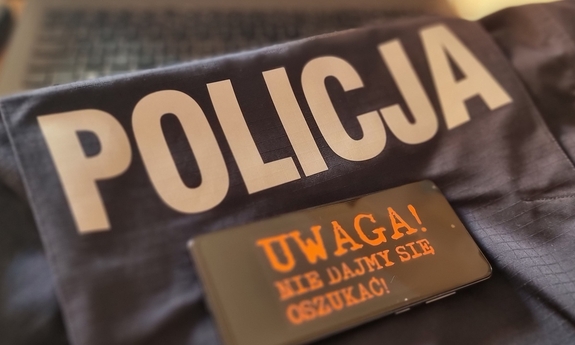 POLICJA
UWAGA!
NIE DAJMY SIĘ
OSZUKAĆ!